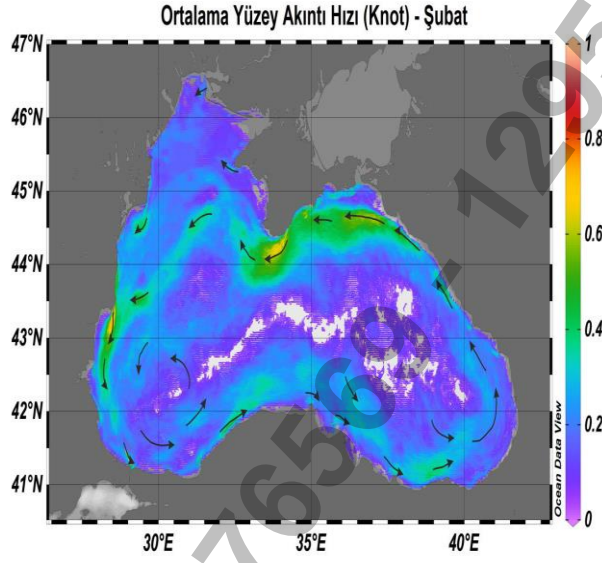 Ortalama Yüzey Akıntı Hızı (Knot) - Şubat
47°N
46°N
45°N
44°N
43°N
42°N
41°N
30°E
35°E
40°E
1
0.8
0.6
0.4
0.2
0
Ocean Data View